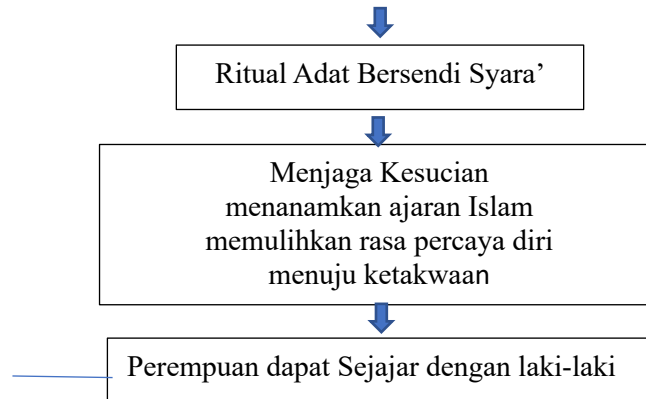 Ritual Adat Bersendi Syara’
Menjaga Kesucian
menanamkan ajaran Islam
memulihkan rasa percaya diri
menuju ketakwaan
Perempuan dapat Sejajar dengan laki-laki